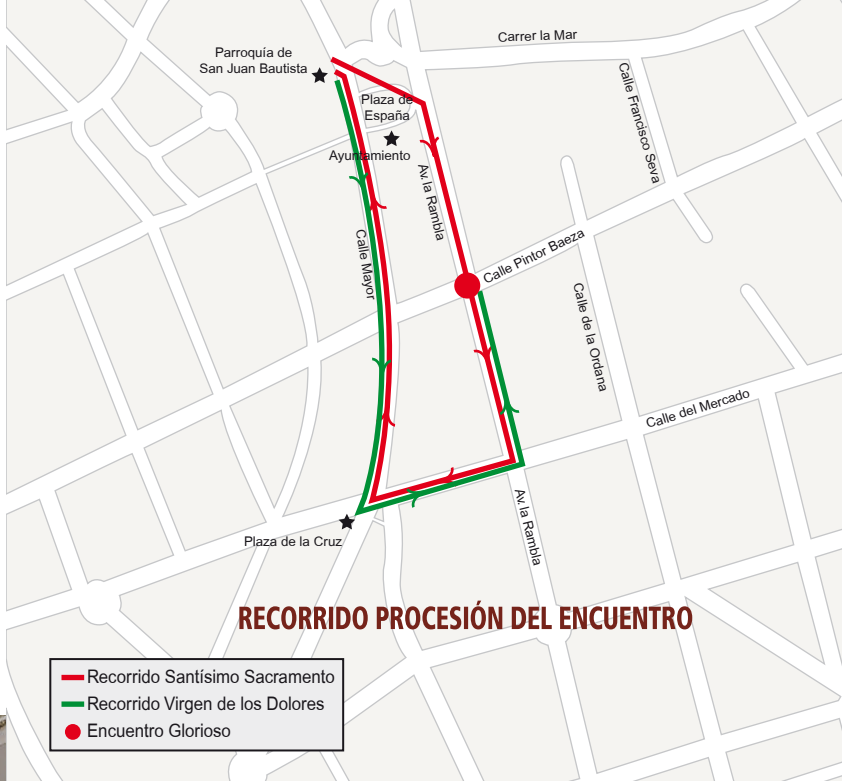 Carrer la Mar
Parroquía de
San Juan Bautista
Calle Francisco Seva
Plaza de
España
Ayuntamiento
Av. la Rambla
Calle Mayor
Calle Pintor Baeza
Calle de la Ordana
Calle del Mercado
Av. la Rambla
Plaza de la Cruz
RECORRIDO PROCESIÓN DEL ENCUENTRO
Recorrido Santísimo Sacramento
Recorrido Virgen de los Dolores
Encuentro Glorioso